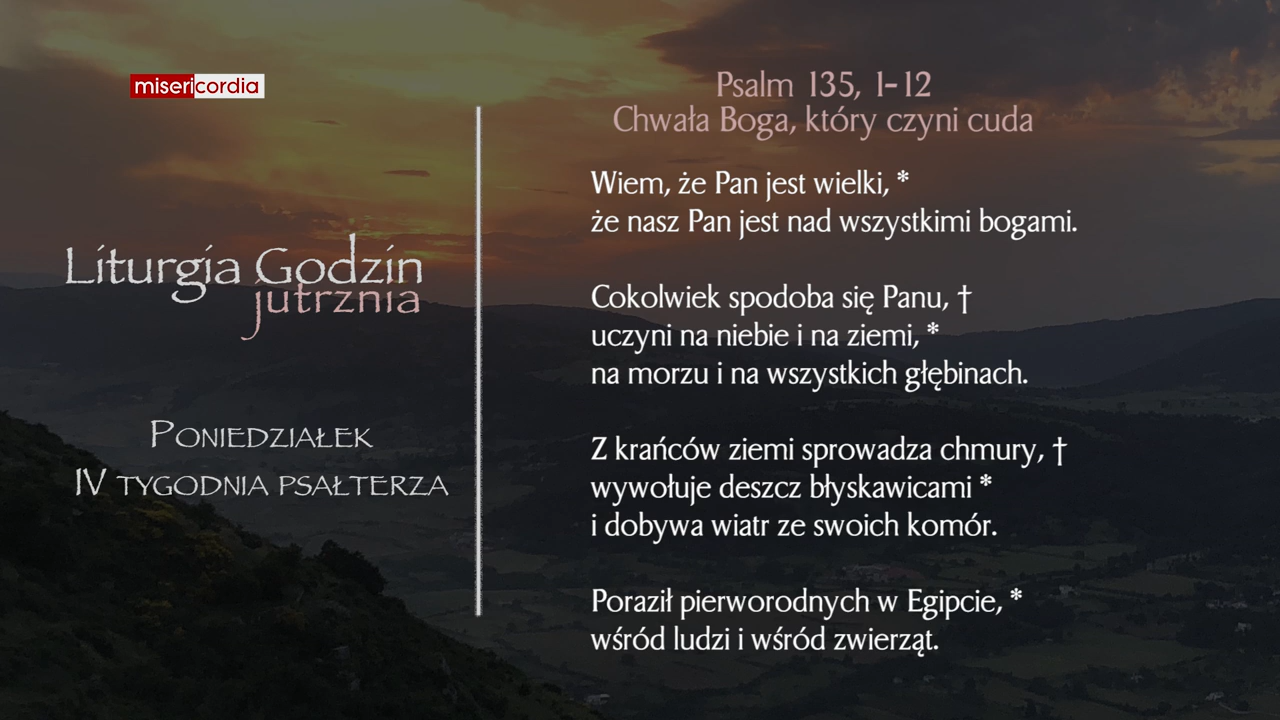 misericordia
Liturgia Godzin
jutrznia
Poniedziałek
IV tygodnia psałterza
Psalm 135, 1-12
Chwała Boga, który czyni cuda
Wiem, że Pan jest wielki, *
że nasz Pan jest nad wszystkimi bogami.
Cokolwiek spodoba się Panu, †
uczyni na niebie i na ziemi, *
na morzu i na wszystkich głębinach.
Z krańców ziemi sprowadza chmury, †
wywołuje deszcz błyskawicami *
i dobywa wiatr ze swoich komór.
Poraził pierworodnych w Egipcie, *
wśród ludzi i wśród zwierząt.